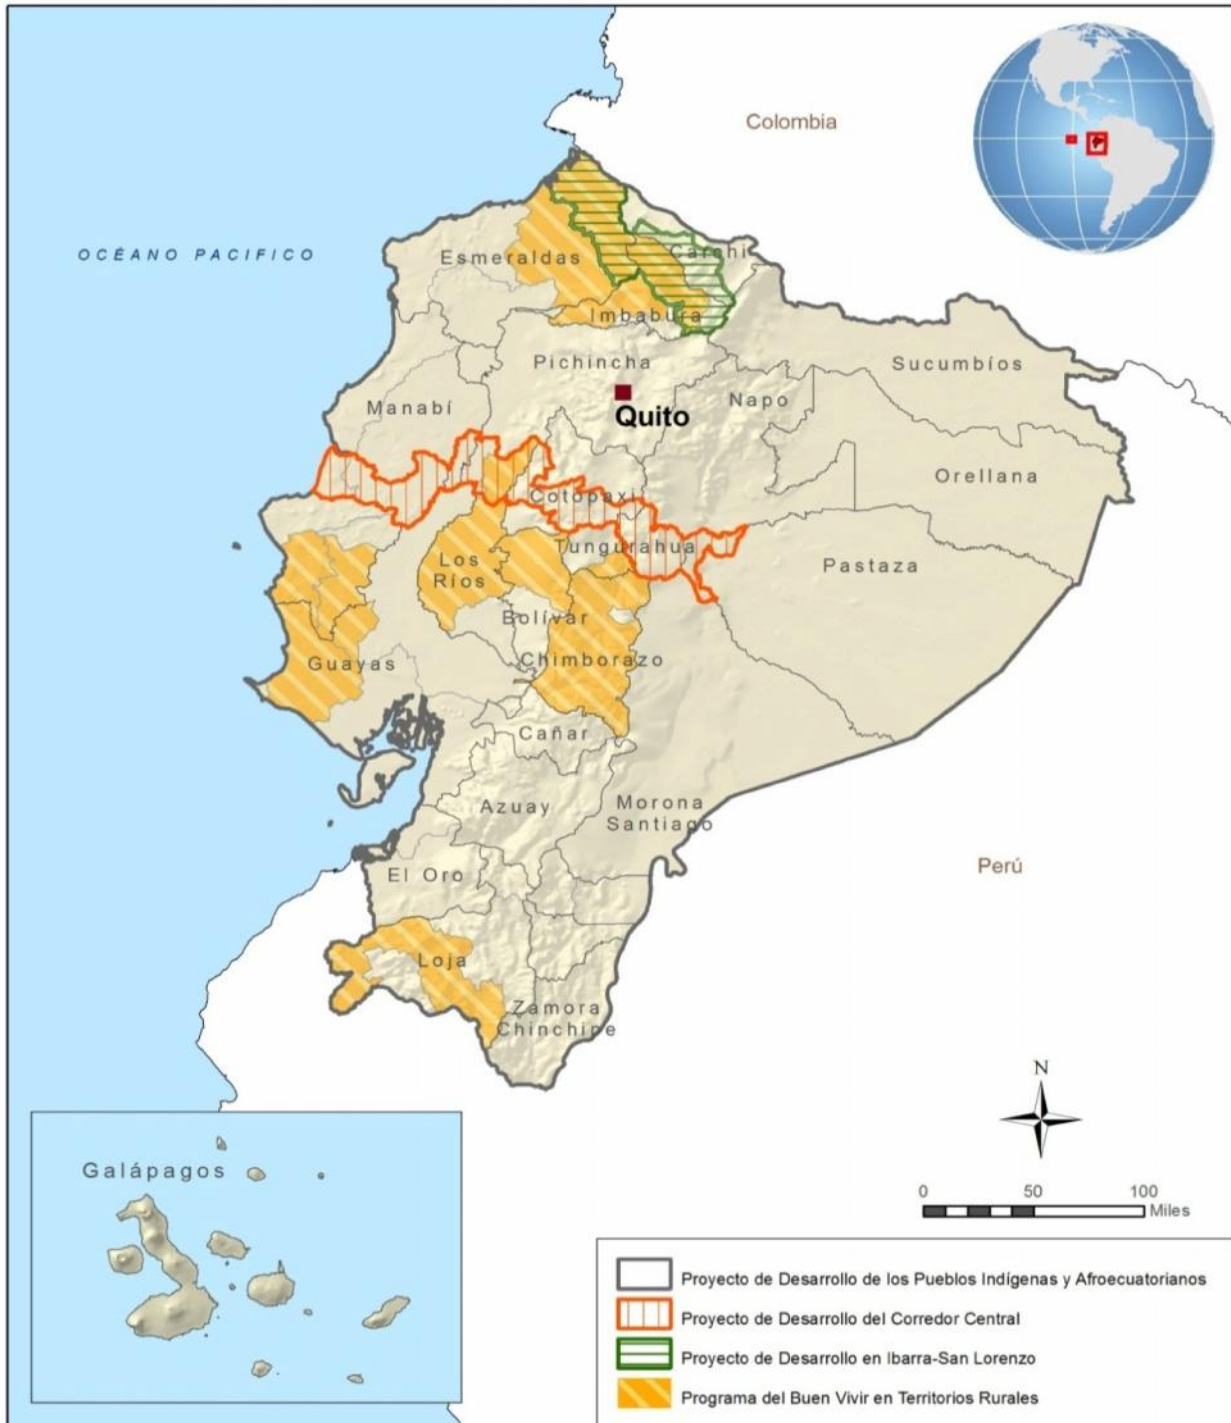 Colombia
OCÉANO PACIFICO
Esmeraldas
Carchi
Imbabura
Pichincha
Sucumbíos
Napo
Manabí
Quito
Orellana
Cotopaxi
Tungurahua
Los
Ríos
Pastaza
Bolívar
Guayas
Chimborazo
Cañar
Azuay
Morona
Santiago
El Oro
Perú
Loja
Zamora
Chinchipe
N
Galápagos
0 50 100
Miles
Proyecto de Desarrollo de los Pueblos Indígenas y Afroecuatorianos
Proyecto de Desarrollo del Corredor Central
Proyecto de Desarrollo en Ibarra-San Lorenzo
Programa del Buen Vivir en Territorios Rurales